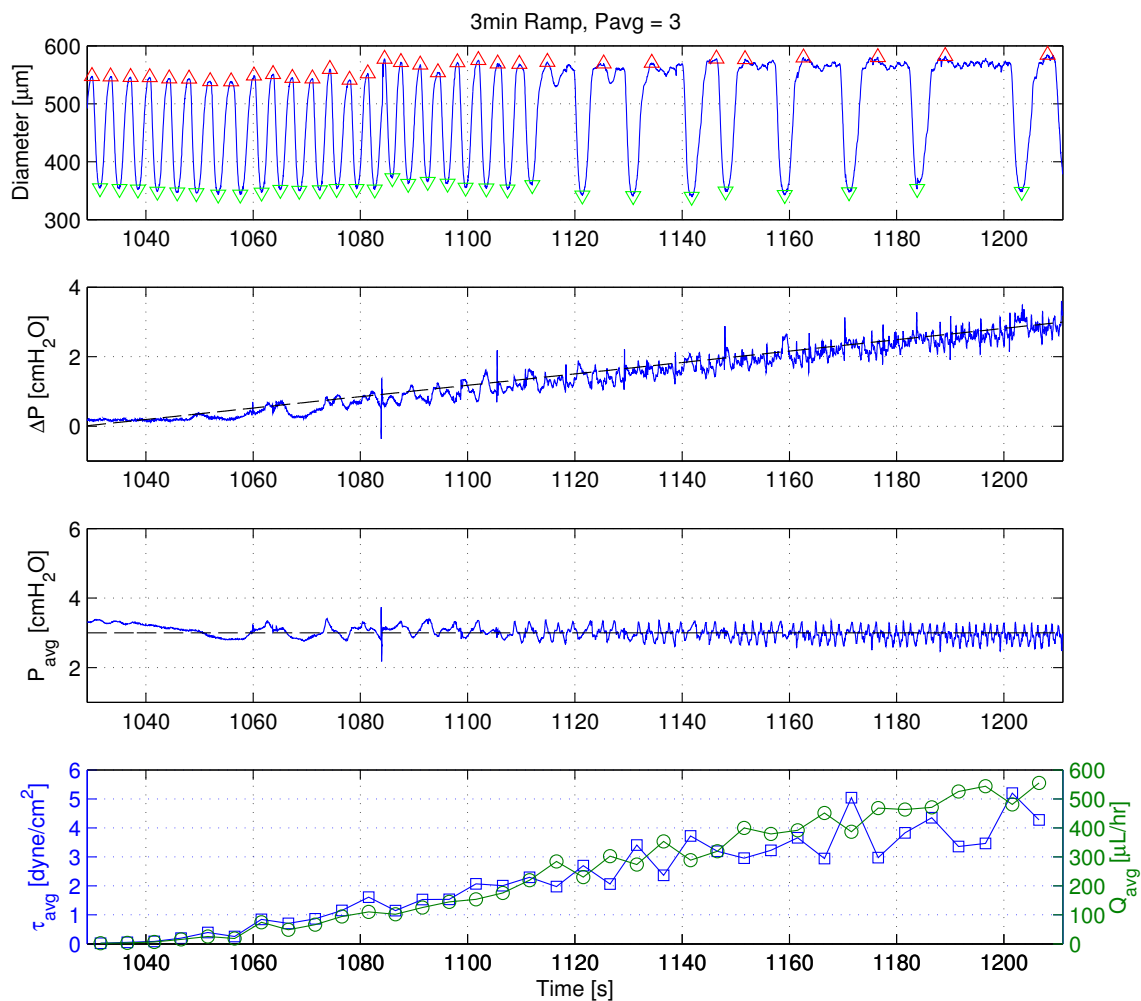 3min Ramp, Pavg = 3
Diameter [µm]
600
500
400
300
1040 1060 1080 1100 1120 1140 1160 1180 1200
ΔP [cmH2O]
4
2
0
1040 1060 1080 1100 1120 1140 1160 1180 1200
Pavg [cmH2O]
6
4
2
1040 1060 1080 1100 1120 1140 1160 1180 1200
τavg [dyne/cm²]
6
5
4
3
2
1
0
600
500
400
300
200
100
0
Qavg [µL/hr]
1040 1060 1080 1100 1120 1140 1160 1180 1200
Time [s]